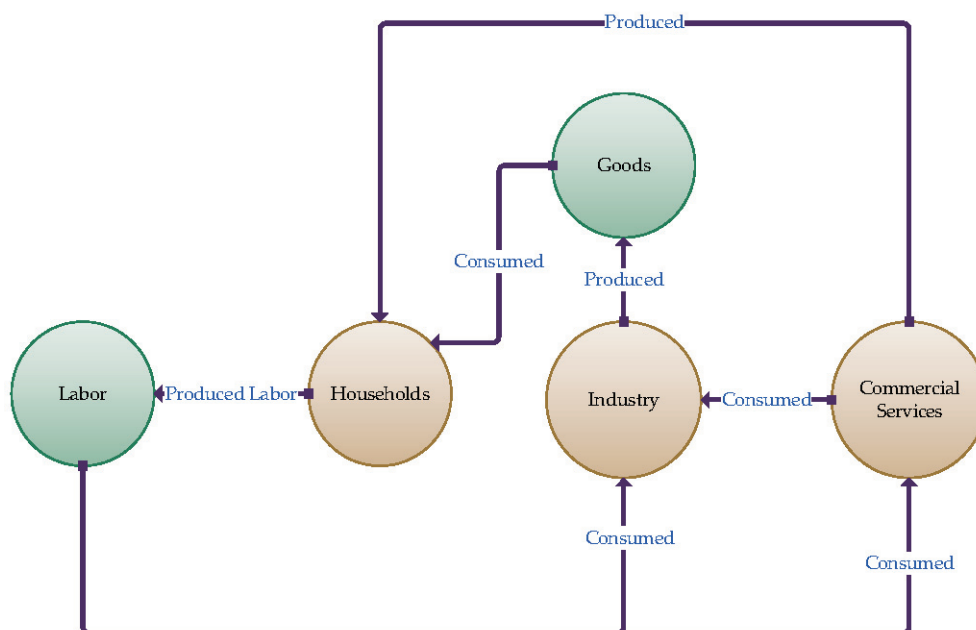 Produced
Goods
Consumed
Produced
Labor
Produced Labor
Households
Industry
Consumed
Commercial
Services
Consumed
Consumed